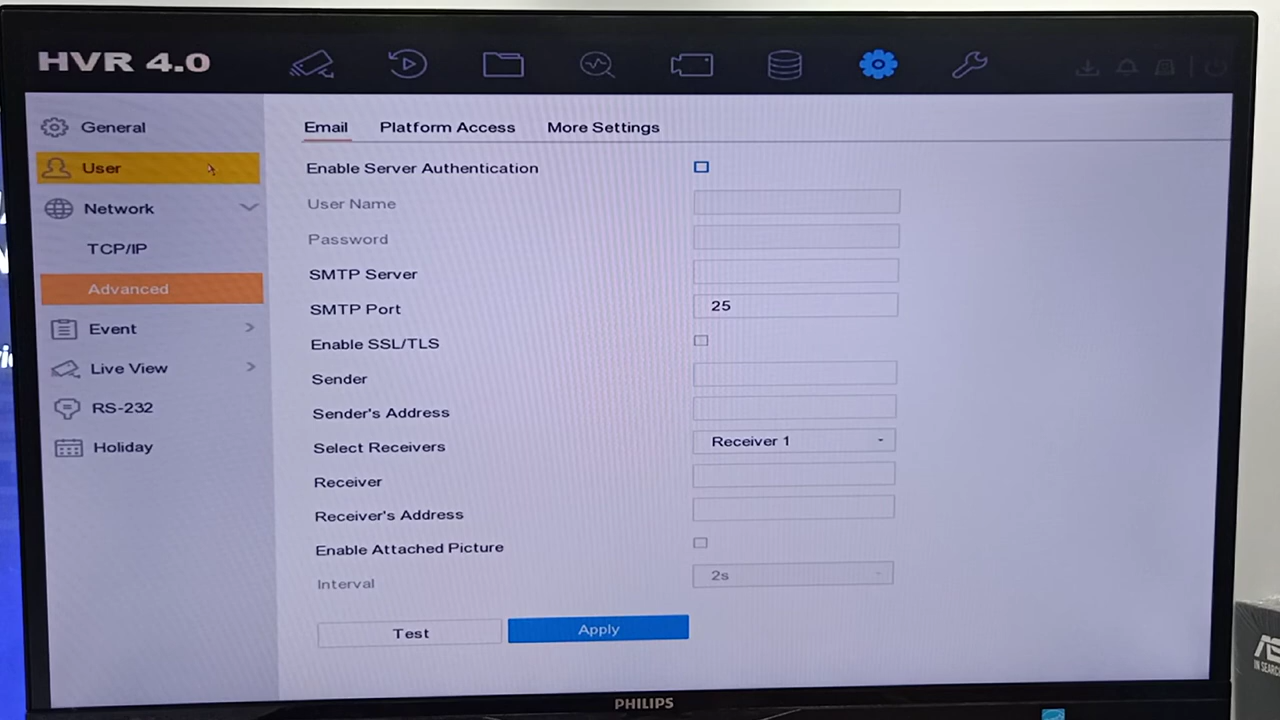 HVR 4.0
General
User
Network
TCP/IP
Advanced
Event
Live View
RS-232
Holiday
Email Platform Access More Settings
Enable Server Authentication
User Name
Password
SMTP Server
SMTP Port 25
Enable SSL/TLS
Sender
Sender's Address
Select Receivers Receiver 1
Receiver
Receiver's Address
Enable Attached Picture
Interval 2s
Test Apply
PHILIPS
IN SEARCH